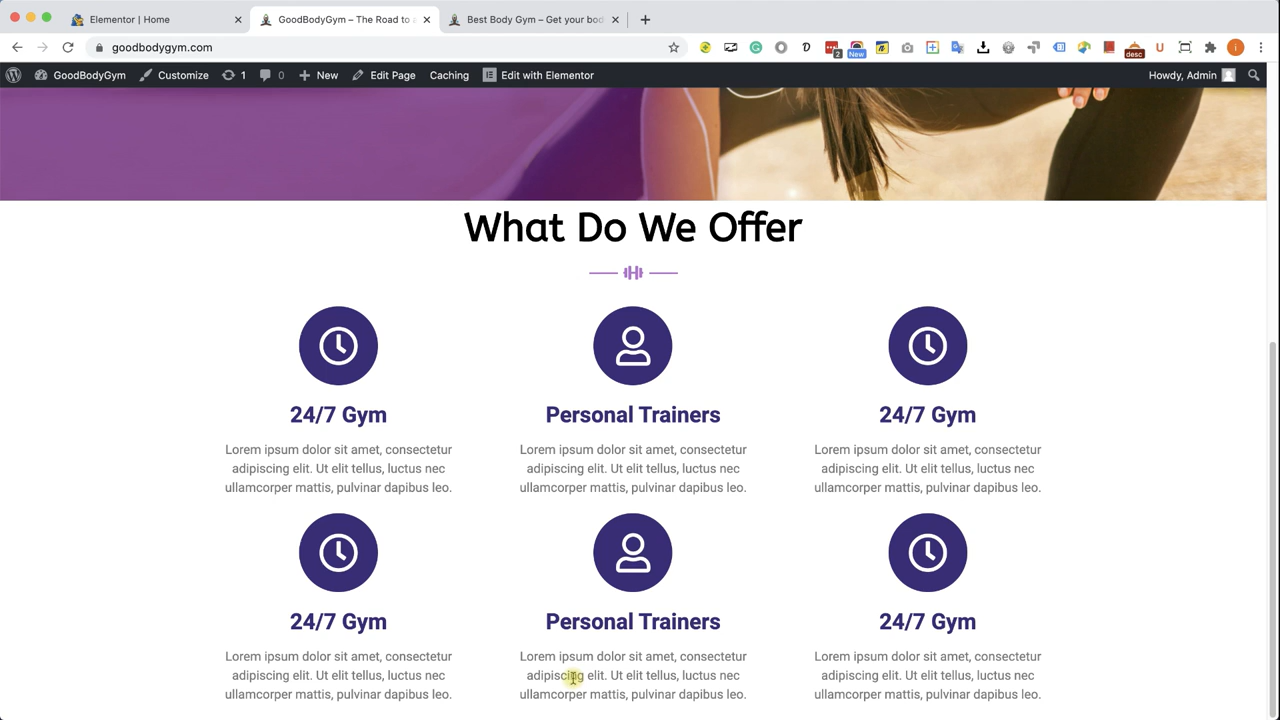 Elementor | Home
GoodBodyGym – The Road to a
Best Body Gym – Get your bod
goodbodygym.com
2
New
desc
i
GoodBodyGym
Customize
1
0
New
Edit Page
Caching
Edit with Elementor
Howdy, Admin
What Do We Offer
24/7 Gym
Lorem ipsum dolor sit amet, consectetur
adipiscing elit. Ut elit tellus, luctus nec
ullamcorper mattis, pulvinar dapibus leo.
Personal Trainers
Lorem ipsum dolor sit amet, consectetur
adipiscing elit. Ut elit tellus, luctus nec
ullamcorper mattis, pulvinar dapibus leo.
24/7 Gym
Lorem ipsum dolor sit amet, consectetur
adipiscing elit. Ut elit tellus, luctus nec
ullamcorper mattis, pulvinar dapibus leo.
24/7 Gym
Lorem ipsum dolor sit amet, consectetur
adipiscing elit. Ut elit tellus, luctus nec
ullamcorper mattis, pulvinar dapibus leo.
Personal Trainers
Lorem ipsum dolor sit amet, consectetur
adipiscing elit. Ut elit tellus, luctus nec
ullamcorper mattis, pulvinar dapibus leo.
24/7 Gym
Lorem ipsum dolor sit amet, consectetur
adipiscing elit. Ut elit tellus, luctus nec
ullamcorper mattis, pulvinar dapibus leo.